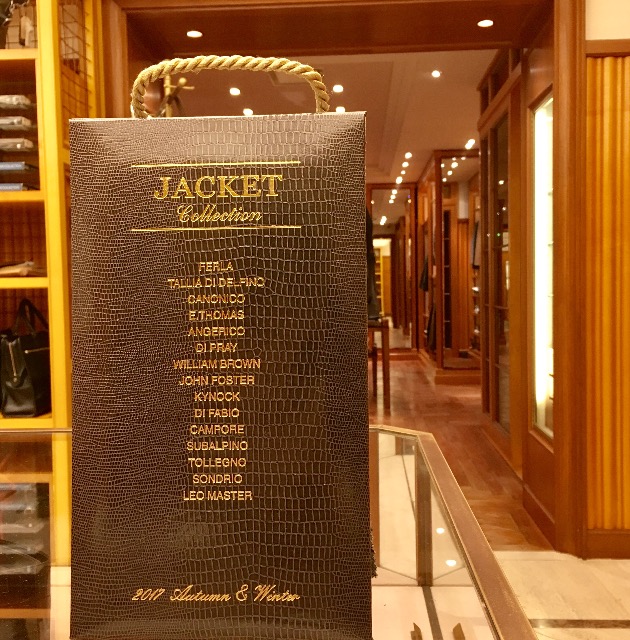 JACKET
Collection
FERLA
TALLIA DI DELFINO
CANONICO
E.THOMAS
ANGERICO
DI PRAY
WILLIAM BROWN
JOHN FOSTER
KYNOCK
DI FABIO
CAMRORE
SUBALPINO
TOLLEGNO
SONDRIO
LEO MASTER
2017 Autumn & Winter